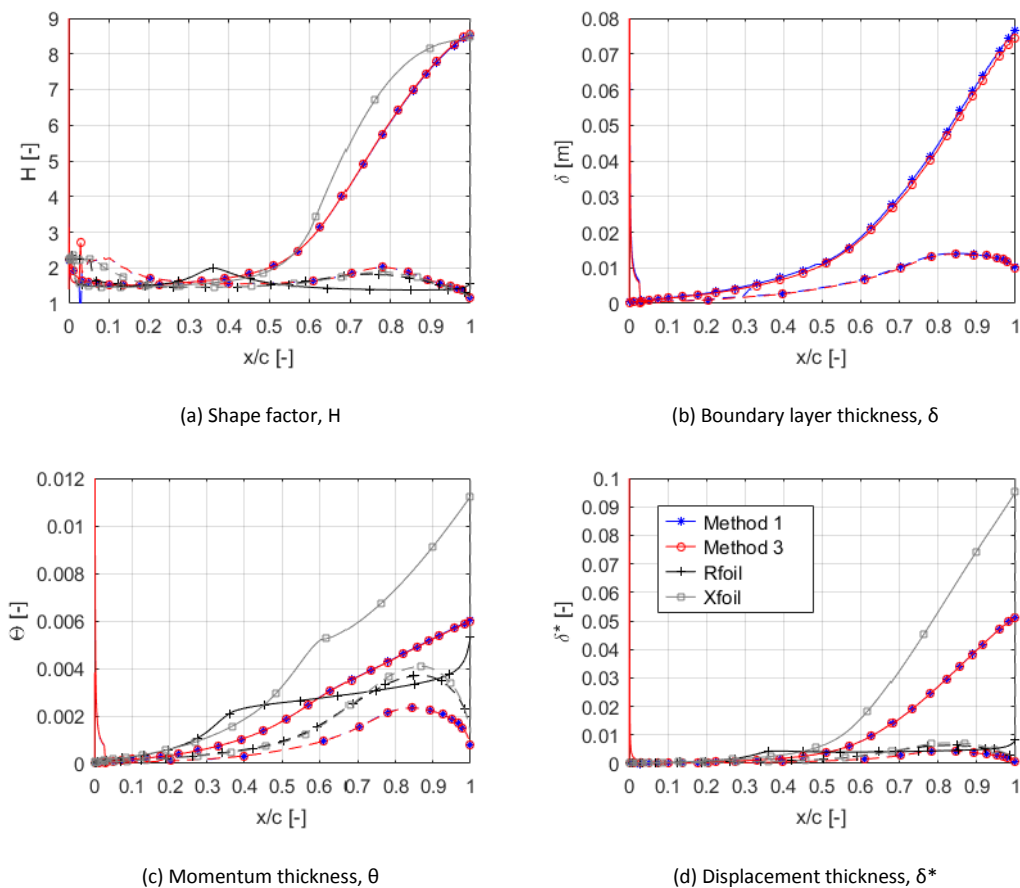 9
8
7
6
5
4
3
2
1
H [-]
0 0.1 0.2 0.3 0.4 0.5 0.6 0.7 0.8 0.9 1
x/c [-]
(a) Shape factor, H
0.08
0.07
0.06
0.05
0.04
0.03
0.02
0.01
0
δ [m]
0 0.1 0.2 0.3 0.4 0.5 0.6 0.7 0.8 0.9 1
x/c [-]
(b) Boundary layer thickness, δ
0.012
0.01
0.008
0.006
0.004
0.002
0
Θ [-]
0 0.1 0.2 0.3 0.4 0.5 0.6 0.7 0.8 0.9 1
x/c [-]
(c) Momentum thickness, θ
0.1
0.09
0.08
0.07
0.06
0.05
0.04
0.03
0.02
0.01
0
δ* [-]
Method 1
Method 3
Rfoil
Xfoil
0 0.1 0.2 0.3 0.4 0.5 0.6 0.7 0.8 0.9 1
x/c [-]
(d) Displacement thickness, δ*